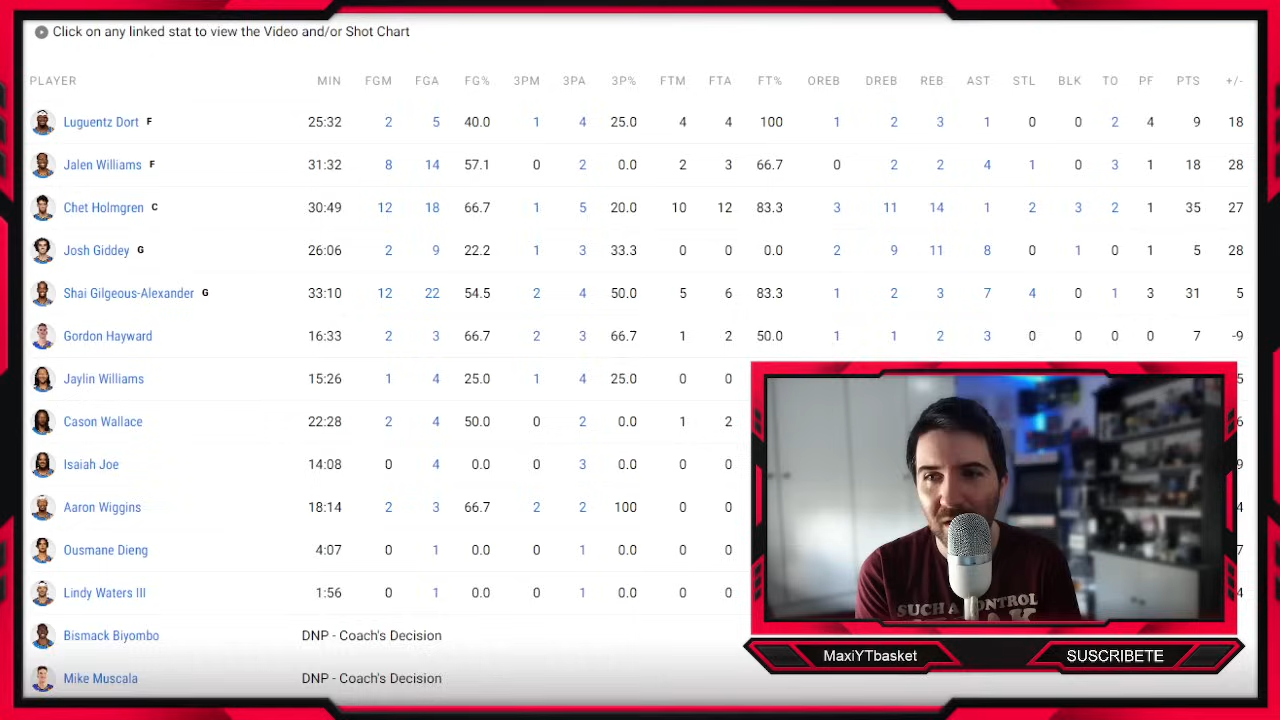 Click on any linked stat to view the Video and/or Shot Chart
PLAYER MIN FGM FGA FG% 3PM 3PA 3P% FTM FTA FT% OREB DREB REB AST STL BLK TO PF PTS +/-
Luguentz Dort F 25:32 2 5 40.0 1 4 25.0 4 4 100 1 2 3 1 0 0 2 4 9 18
Jalen Williams F 31:32 8 14 57.1 0 2 0.0 2 3 66.7 0 2 2 4 1 0 3 1 18 28
Chet Holmgren C 30:49 12 18 66.7 1 5 20.0 10 12 83.3 3 11 14 1 2 3 2 1 35 27
Josh Giddey G 26:06 2 9 22.2 1 3 33.3 0 0 0.0 2 9 11 8 0 1 0 1 5 28
Shai Gilgeous-Alexander G 33:10 12 22 54.5 2 4 50.0 5 6 83.3 1 2 3 7 4 0 1 3 31 5
Gordon Hayward 16:33 2 3 66.7 2 3 66.7 1 2 50.0 1 1 2 3 0 0 0 0 7 -9
Jaylin Williams 15:26 1 4 25.0 1 4 25.0 0 0 5
Cason Wallace 22:28 2 4 50.0 0 2 0.0 1 2 6
Isaiah Joe 14:08 0 4 0.0 0 3 0.0 0 0 9
Aaron Wiggins 18:14 2 3 66.7 2 2 100 0 0 4
Ousmane Dieng 4:07 0 1 0.0 0 1 0.0 0 0 7
Lindy Waters III 1:56 0 1 0.0 0 1 0.0 0 0 4
SUCH A CONTROL
Bismack Biyombo DNP - Coach's Decision
MaxiYTbasket SUSCRIBETE
Mike Muscala DNP - Coach's Decision